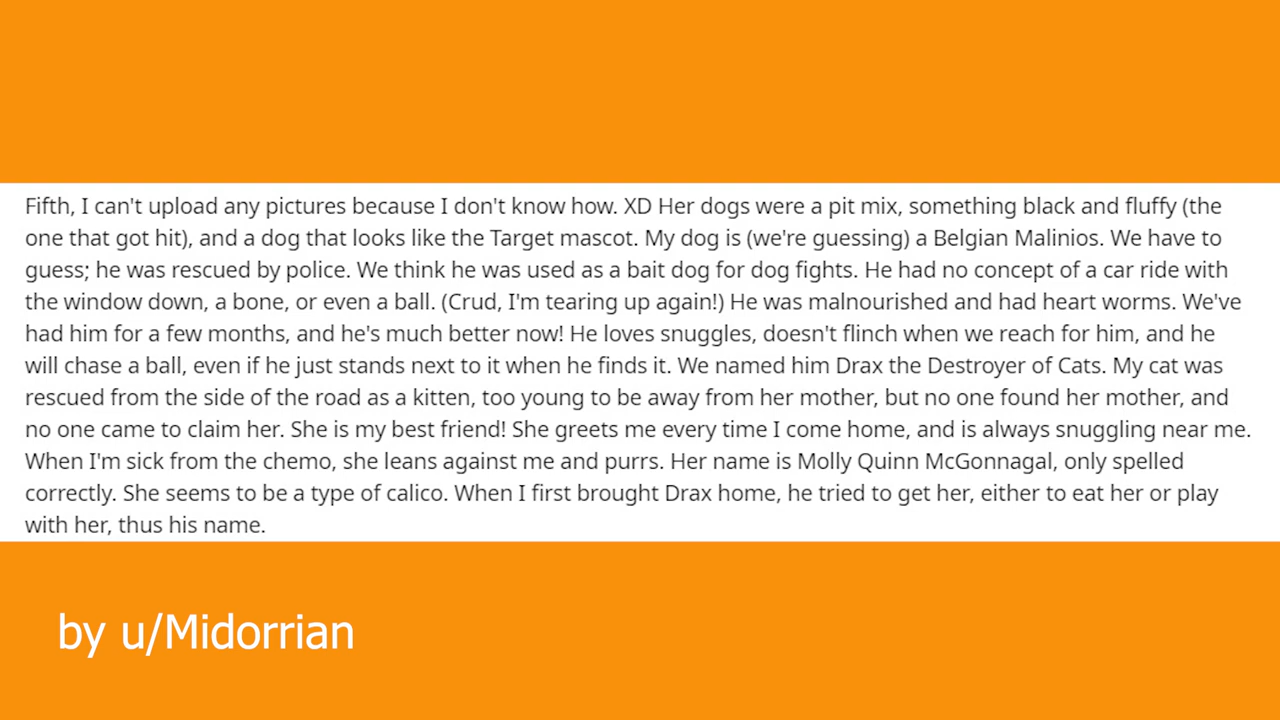 Fifth, I can't upload any pictures because I don't know how. XD Her dogs were a pit mix, something black and fluffy (the
one that got hit), and a dog that looks like the Target mascot. My dog is (we're guessing) a Belgian Malinios. We have to
guess; he was rescued by police. We think he was used as a bait dog for dog fights. He had no concept of a car ride with
the window down, a bone, or even a ball. (Crud, I'm tearing up again!) He was malnourished and had heart worms. We've
had him for a few months, and he's much better now! He loves snuggles, doesn't flinch when we reach for him, and he
will chase a ball, even if he just stands next to it when he finds it. We named him Drax the Destroyer of Cats. My cat was
rescued from the side of the road as a kitten, too young to be away from her mother, but no one found her mother, and
no one came to claim her. She is my best friend! She greets me every time I come home, and is always snuggling near me.
When I'm sick from the chemo, she leans against me and purrs. Her name is Molly Quinn McGonnagal, only spelled
correctly. She seems to be a type of calico. When I first brought Drax home, he tried to get her, either to eat her or play
with her, thus his name.
by u/Midorrian